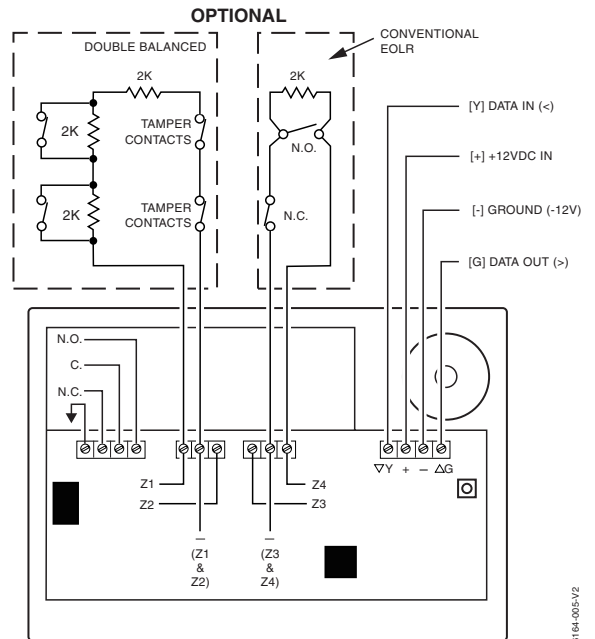 OPTIONAL
DOUBLE BALANCED
CONVENTIONAL
EOLR
2K
2K
TAMPER
CONTACTS
N.O.
2K
2K
TAMPER
CONTACTS
N.C.
[Y] DATA IN (<)
[+] +12VDC IN
[-] GROUND (-12V)
[G] DATA OUT (>)
N.O.
C.
N.C.
▽Y + – △G
Z1
Z2
Z4
Z3
–
(Z1
&
Z2)
–
(Z3
&
Z4)
6164-005-V2